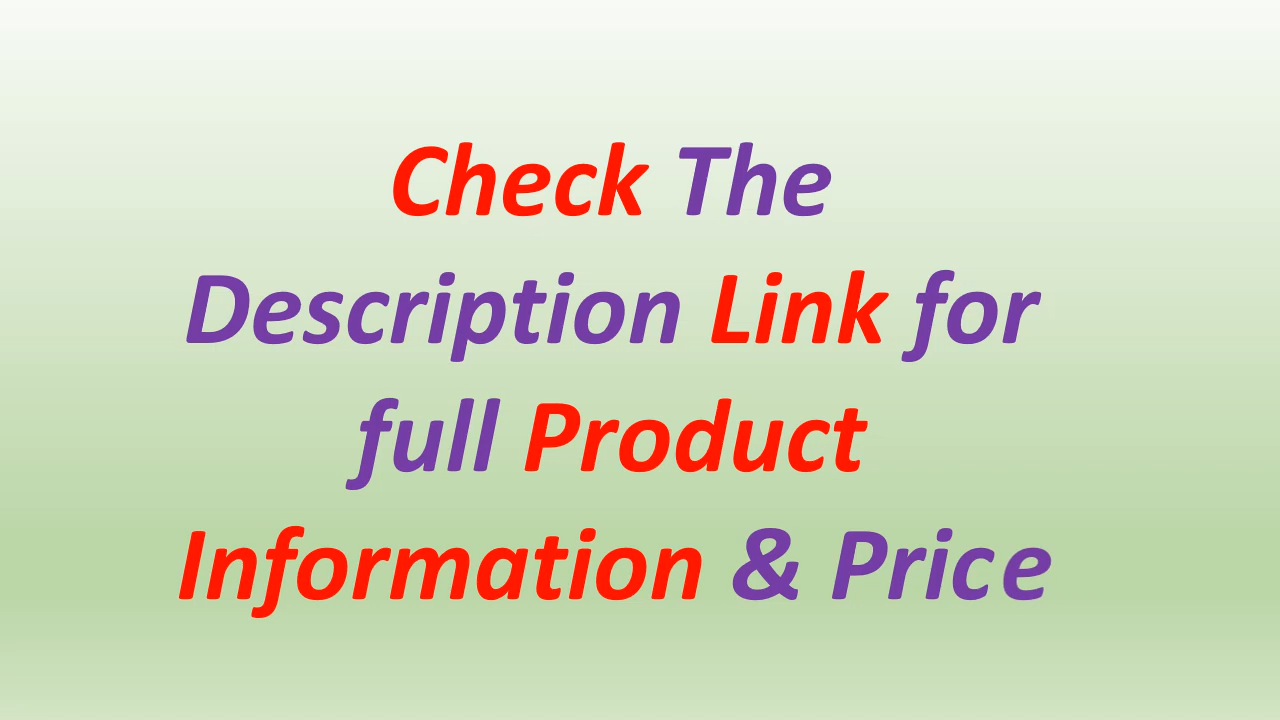 Check The
Description Link for
full Product
Information & Price